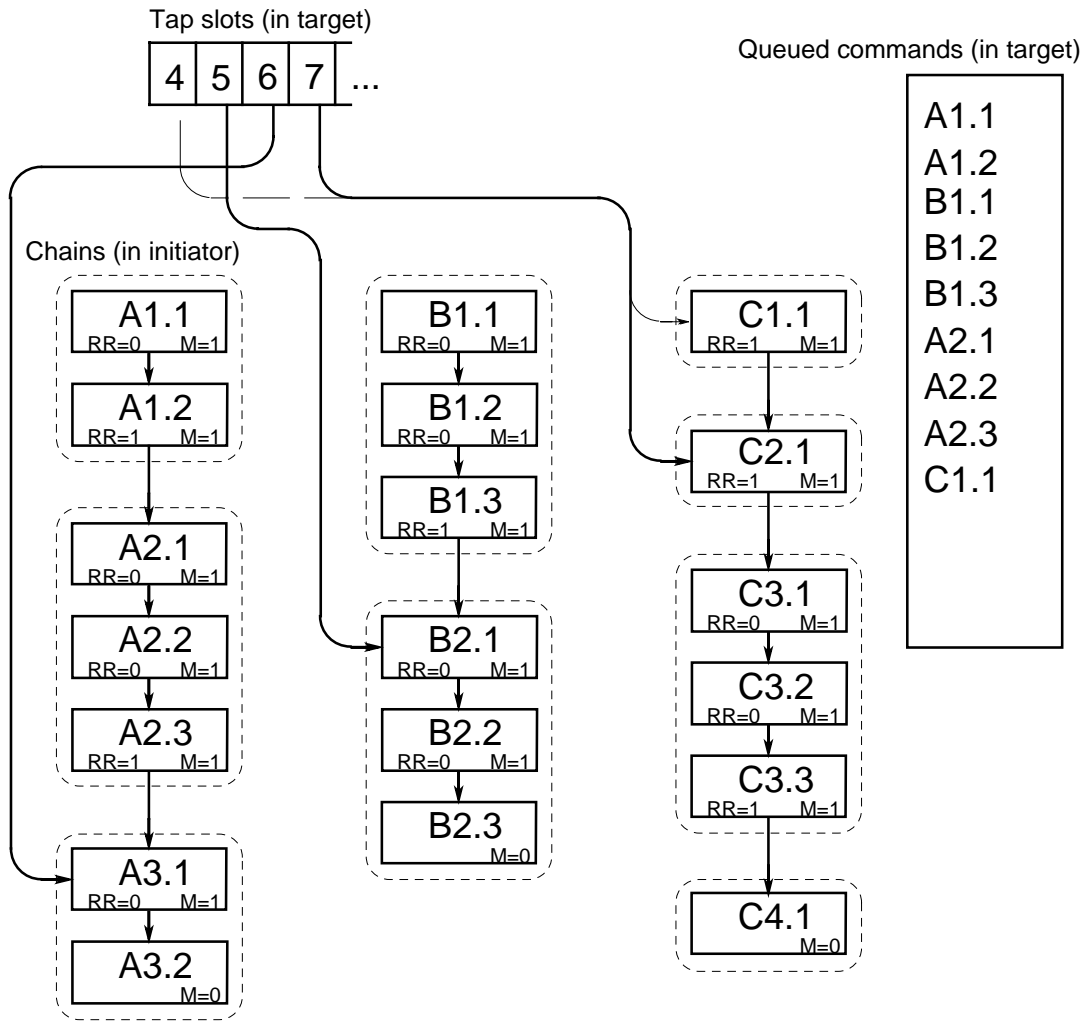 Tap slots (in target)
4 5 6 7 ...
Queued commands (in target)
A1.1
A1.2
B1.1
B1.2
B1.3
A2.1
A2.2
A2.3
C1.1
Chains (in initiator)
A1.1
RR=0 M=1
A1.2
RR=1 M=1
A2.1
RR=0 M=1
A2.2
RR=0 M=1
A2.3
RR=1 M=1
A3.1
RR=0 M=1
A3.2
M=0
B1.1
RR=0 M=1
B1.2
RR=0 M=1
B1.3
RR=1 M=1
B2.1
RR=0 M=1
B2.2
RR=0 M=1
B2.3
M=0
C1.1
RR=1 M=1
C2.1
RR=1 M=1
C3.1
RR=0 M=1
C3.2
RR=0 M=1
C3.3
RR=1 M=1
C4.1
M=0